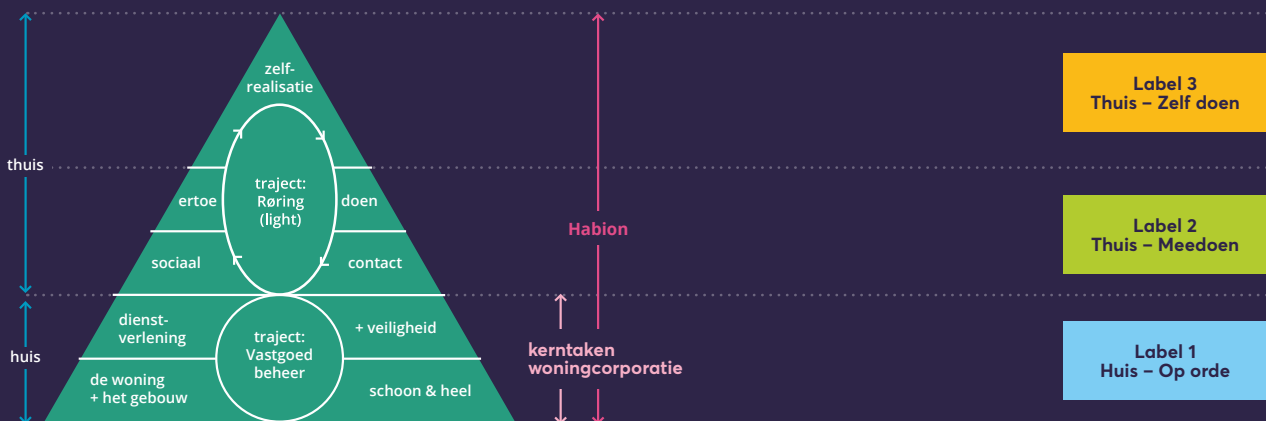 zelf-
realisatie
thuis
traject:
Røring
(light)
ertoe
doen
sociaal
contact
dienst-
verlening
+ veiligheid
traject:
Vastgoed
beheer
huis
de woning
+ het gebouw
schoon & heel
Habion
kerntaken
woningcorporatie
Label 3
Thuis – Zelf doen
Label 2
Thuis – Meedoen
Label 1
Huis – Op orde